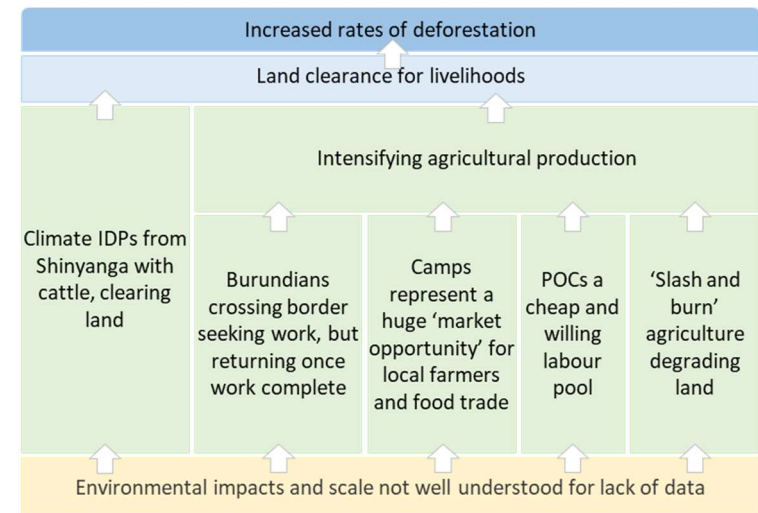 Increased rates of deforestation
Land clearance for livelihoods
Intensifying agricultural production
Climate IDPs from
Shinyanga with
cattle, clearing
land
Burundians
crossing border
seeking work, but
returning once
work complete
Camps
represent a
huge ‘market
opportunity’ for
local farmers
and food trade
POCs a
cheap and
willing
labour
pool
‘Slash and
burn’
agriculture
degrading
land
Environmental impacts and scale not well understood for lack of data